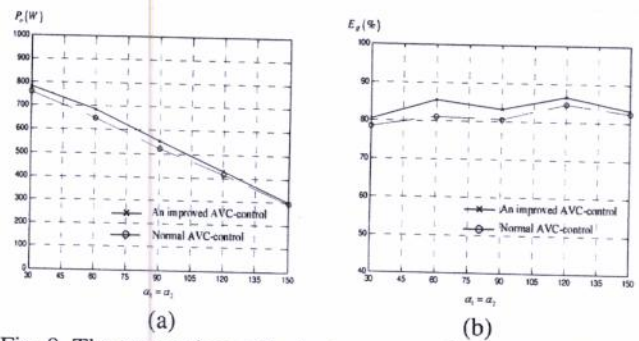 P_o(W)
1000
900
800
700
600
500
400
300
200
100
0
An improved AVC-control
Normal AVC-control
30 45 60 75 90 105 120 135 150
α₁ = α₂
(a)
E_ff(%)
100
90
80
70
60
50
40
An improved AVC-control
Normal AVC-control
30 45 60 75 90 105 120 135 150
α₁ = α₂
(b)
Fig. 9. The